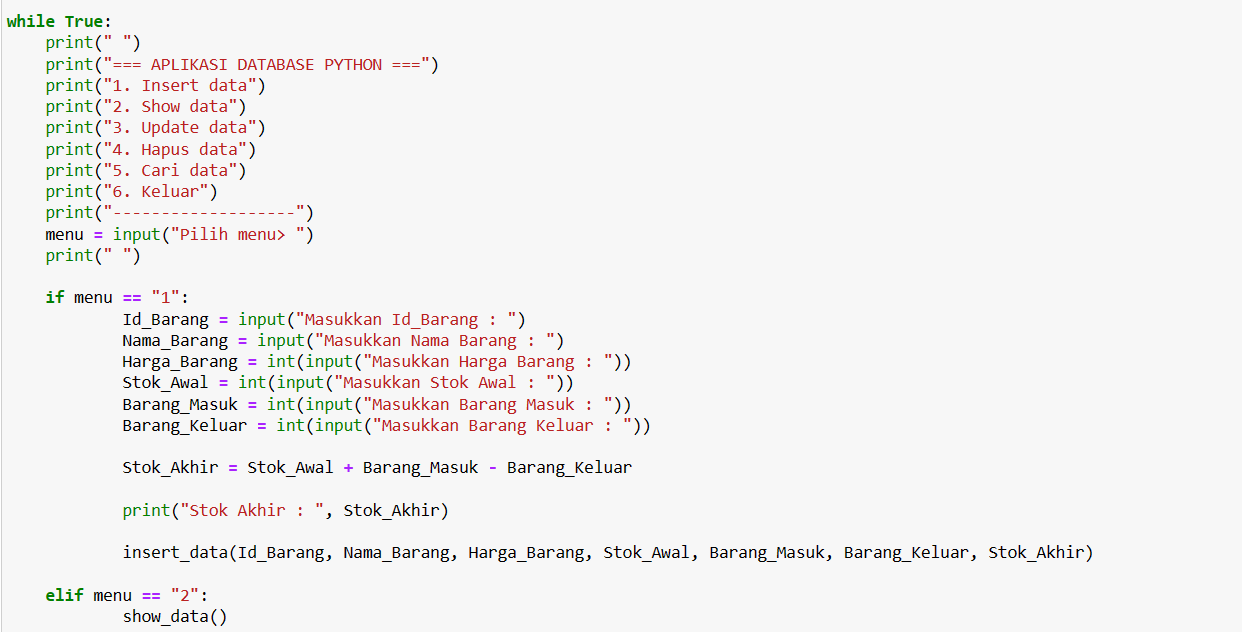 while True:
    print(" ")
    print("=== APLIKASI DATABASE PYTHON ===")
    print("1. Insert data")
    print("2. Show data")
    print("3. Update data")
    print("4. Hapus data")
    print("5. Cari data")
    print("6. Keluar")
    print("-------------------")
    menu = input("Pilih menu> ")
    print(" ")

    if menu == "1":
            Id_Barang = input("Masukkan Id_Barang : ")
            Nama_Barang = input("Masukkan Nama Barang : ")
            Harga_Barang = int(input("Masukkan Harga Barang : "))
            Stok_Awal = int(input("Masukkan Stok Awal : "))
            Barang_Masuk = int(input("Masukkan Barang Masuk : "))
            Barang_Keluar = int(input("Masukkan Barang Keluar : "))

            Stok_Akhir = Stok_Awal + Barang_Masuk - Barang_Keluar

            print("Stok Akhir : ", Stok_Akhir)

            insert_data(Id_Barang, Nama_Barang, Harga_Barang, Stok_Awal, Barang_Masuk, Barang_Keluar, Stok_Akhir)

    elif menu == "2":
            show_data()